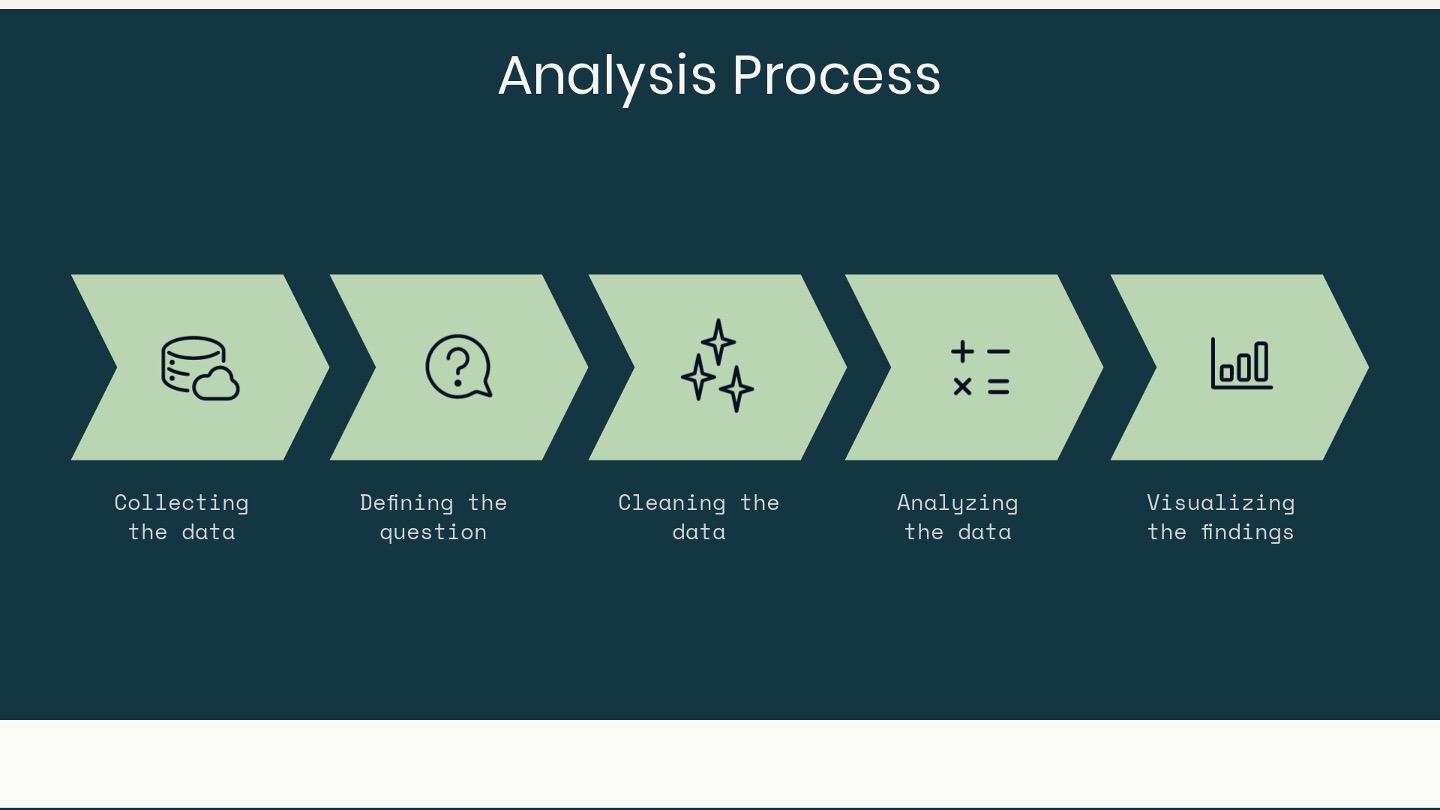 Analysis Process
Collecting
the data
Defining the
question
Cleaning the
data
Analyzing
the data
Visualizing
the findings